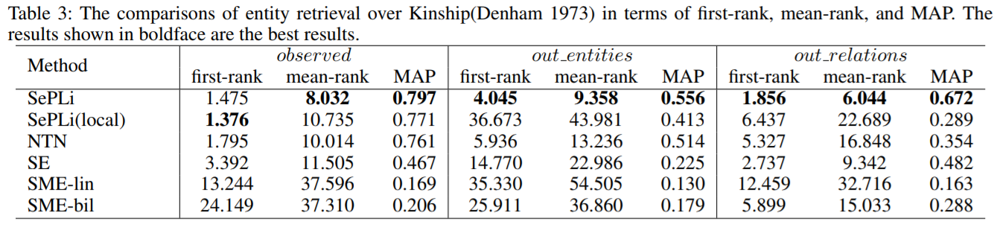 Table 3: The comparisons of entity retrieval over Kinship(Denham 1973) in terms of first-rank, mean-rank, and MAP. The
results shown in boldface are the best results.
Method observed out_entities out_relations
first-rank mean-rank MAP first-rank mean-rank MAP first-rank mean-rank MAP
SePLi 1.475 8.032 0.797 4.045 9.358 0.556 1.856 6.044 0.672
SePLi(local) 1.376 10.735 0.771 36.673 43.981 0.413 6.437 22.689 0.289
NTN 1.795 10.014 0.761 5.936 13.236 0.514 5.327 16.848 0.354
SE 3.392 11.505 0.467 14.770 22.986 0.225 2.737 9.342 0.482
SME-lin 13.244 37.596 0.169 35.330 54.505 0.130 12.459 32.716 0.163
SME-bil 24.149 37.310 0.206 25.911 36.860 0.179 5.899 15.033 0.288